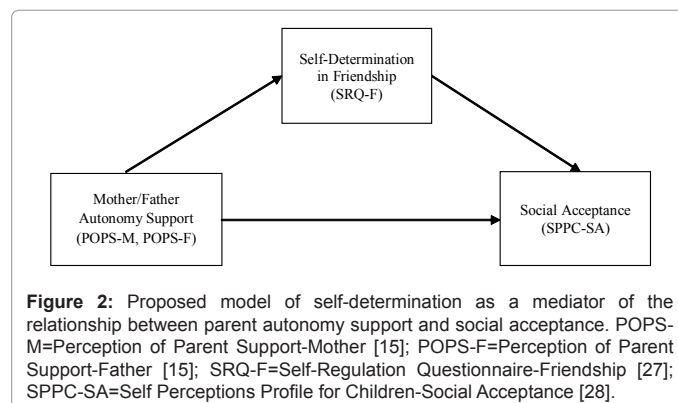 Self-Determination
in Friendship
(SRQ-F)
Mother/Father
Autonomy Support
(POPS-M, POPS-F)
Social Acceptance
(SPPC-SA)
Figure 2: Proposed model of self-determination as a mediator of the
relationship between parent autonomy support and social acceptance. POPS-
M=Perception of Parent Support-Mother [15]; POPS-F=Perception of Parent
Support-Father [15]; SRQ-F=Self-Regulation Questionnaire-Friendship [27];
SPPC-SA=Self Perceptions Profile for Children-Social Acceptance [28].